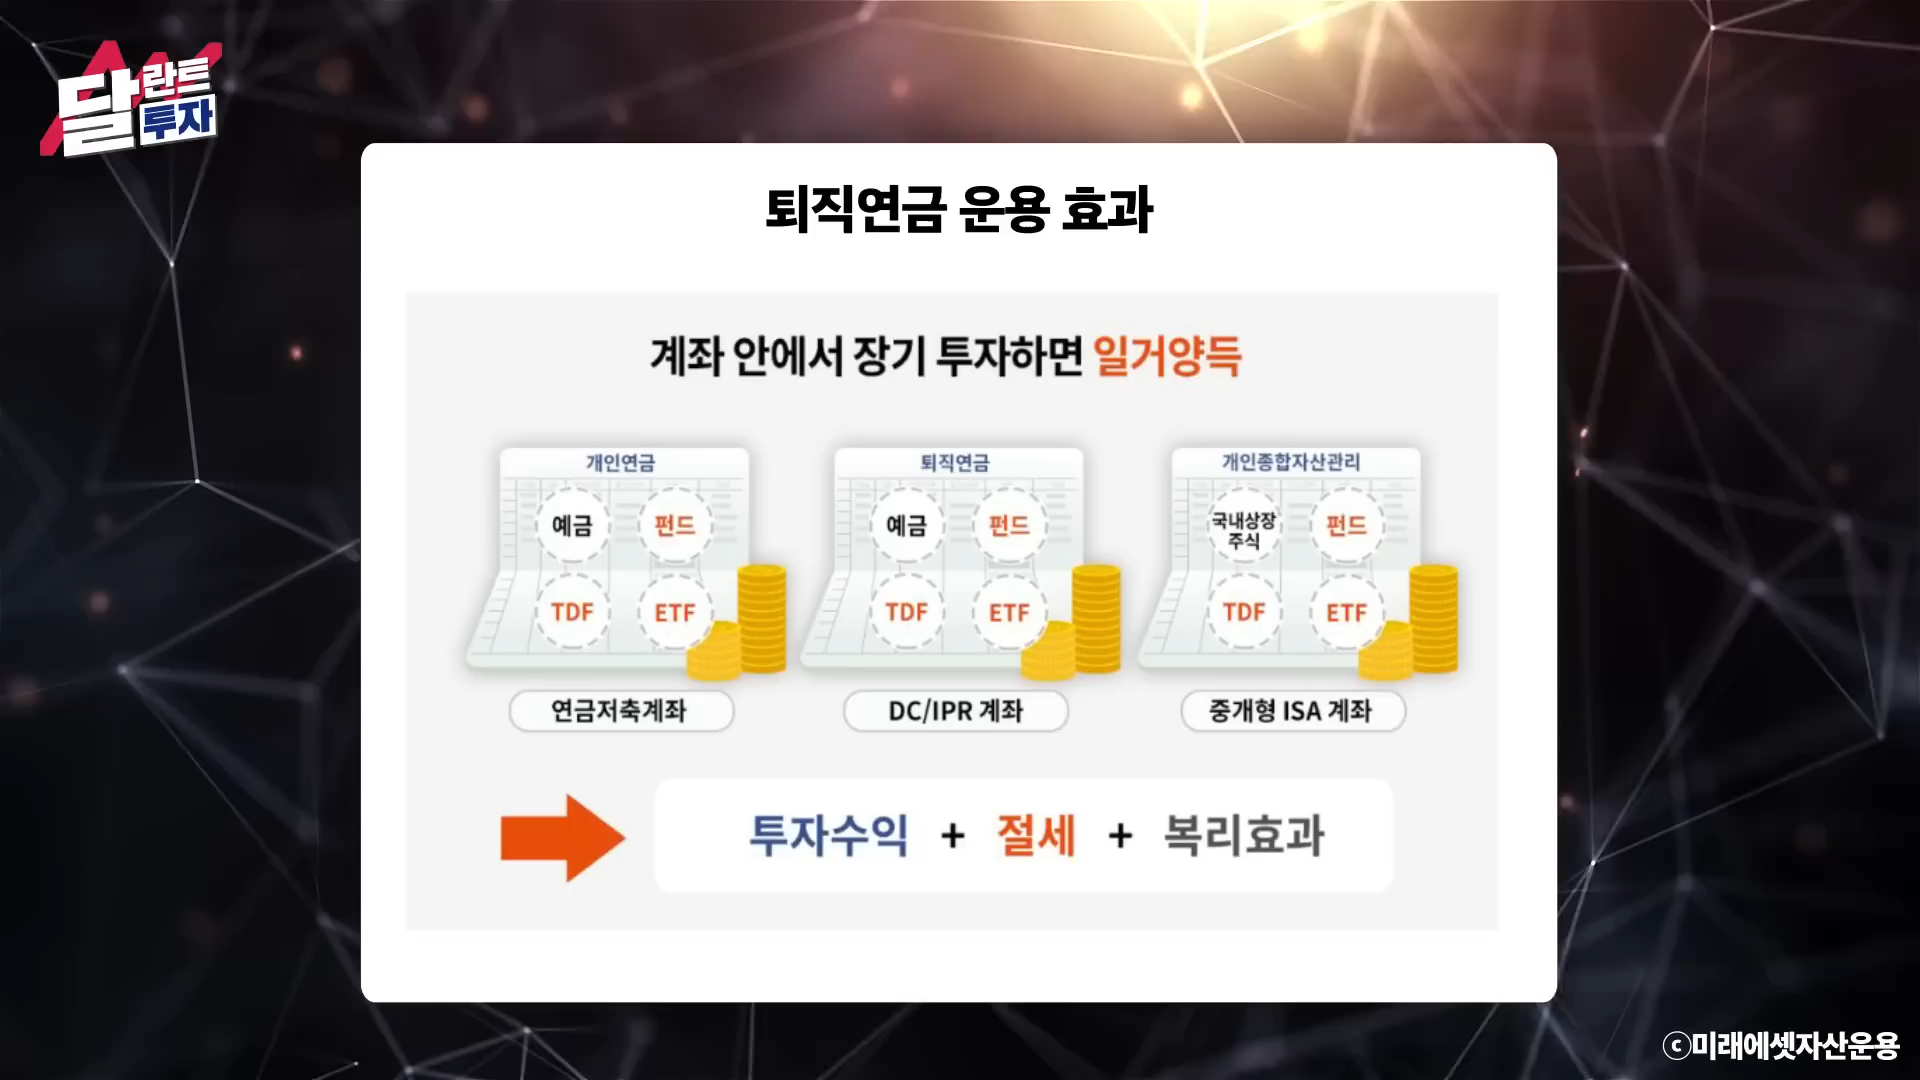 달란트
투자
퇴직연금 운용 효과
계좌 안에서 장기 투자하면 일거양득
개인연금
예금
펀드
TDF
ETF
연금저축계좌
퇴직연금
예금
펀드
TDF
ETF
DC/IPR 계좌
개인종합자산관리
국내상장
주식
펀드
TDF
ETF
중개형 ISA 계좌
투자수익 + 절세 + 복리효과
ⓒ미래에셋자산운용